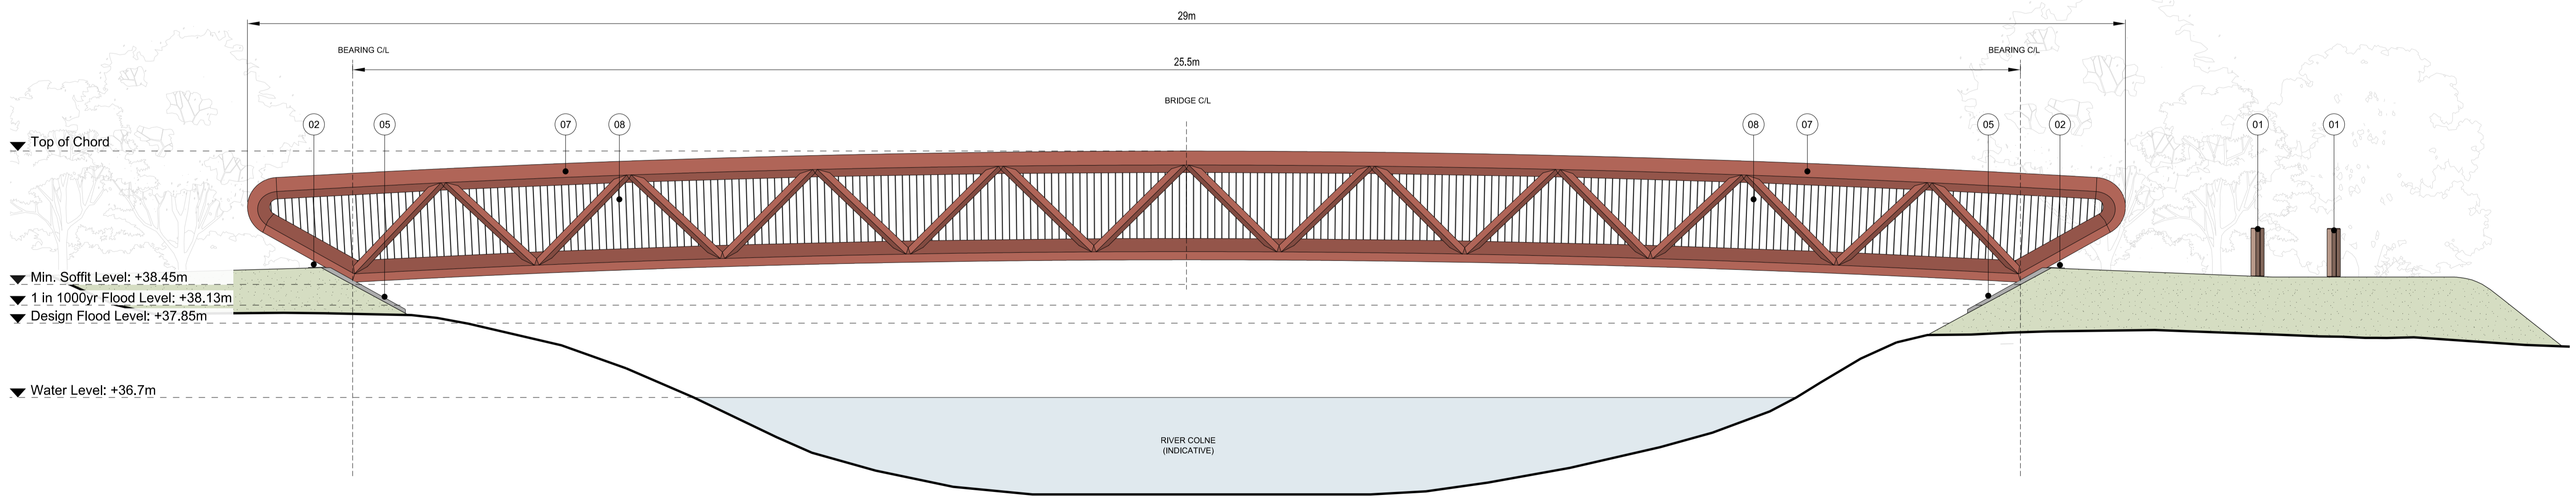 29m
BEARING C/L
BEARING C/L
25.5m
BRIDGE C/L
02
05
07
08
08
07
05
02
01
01
Top of Chord
Min. Soffit Level: +38.45m
1 in 1000yr Flood Level: +38.13m
Design Flood Level: +37.85m
Water Level: +36.7m
RIVER COLNE
(INDICATIVE)